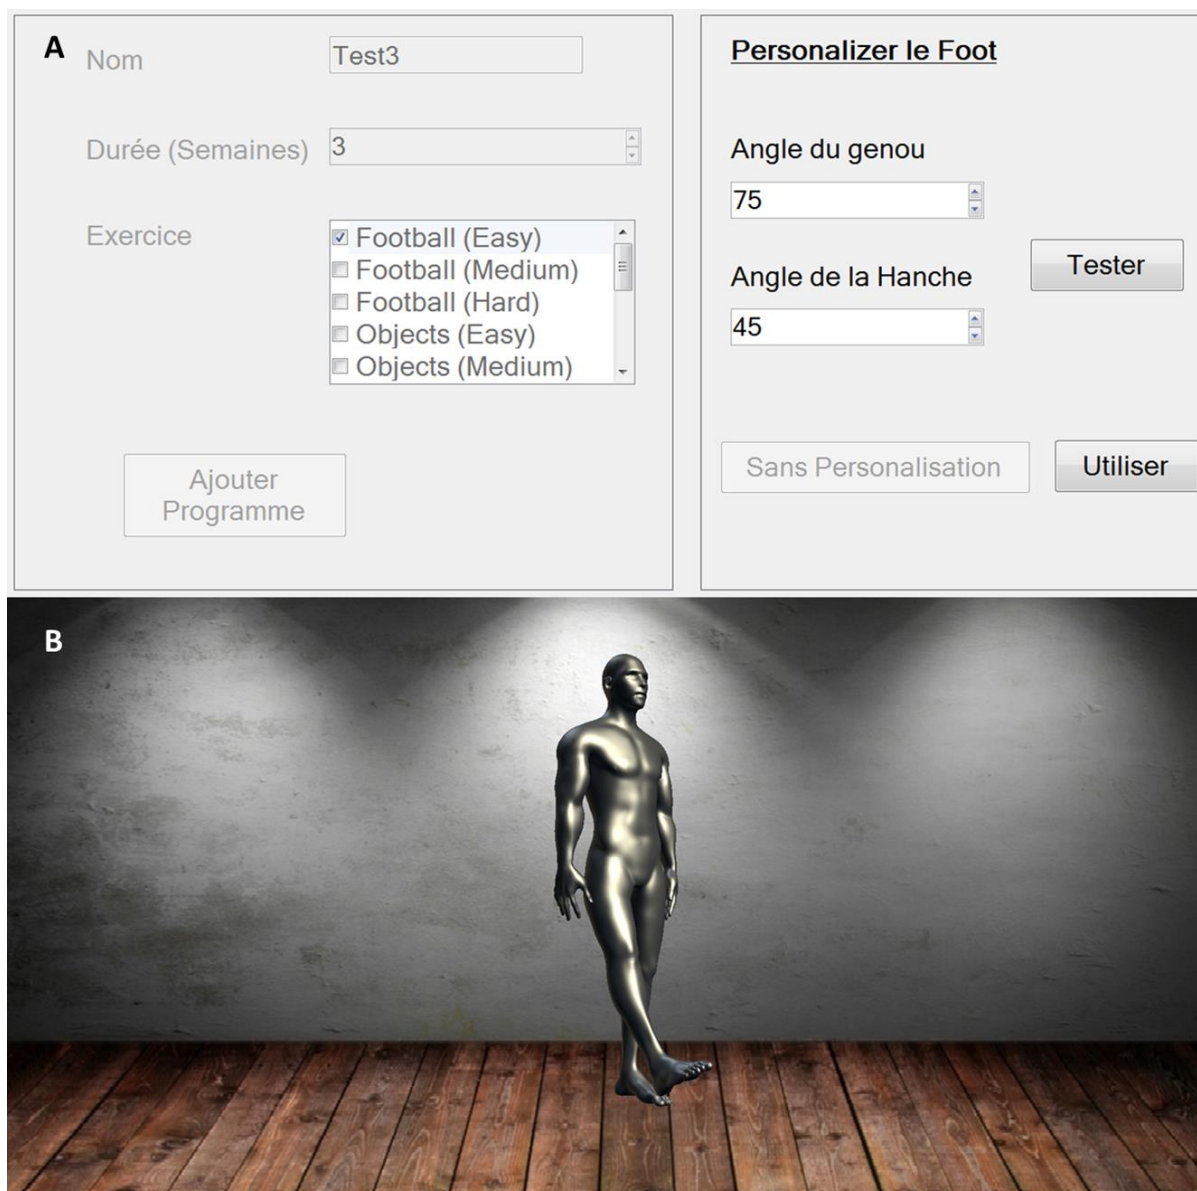 A
Nom
Test3
Durée (Semaines)
3
Exercice
Football (Easy)
Football (Medium)
Football (Hard)
Objects (Easy)
Objects (Medium)
Ajouter
Programme
Personalizer le Foot
Angle du genou
75
Angle de la Hanche
45
Tester
Sans Personalisation
Utiliser
B